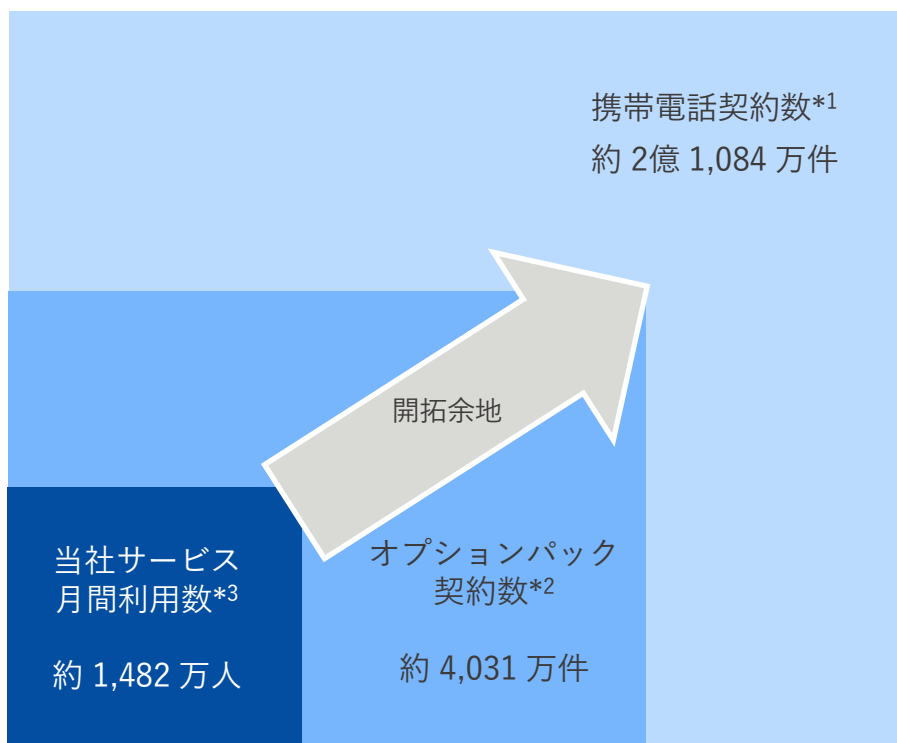 携帯電話契約数*1
約 2億 1,084 万件
開拓余地
当社サービス
月間利用数*3
約 1,482 万人
オプションパック
契約数*2
約 4,031 万件